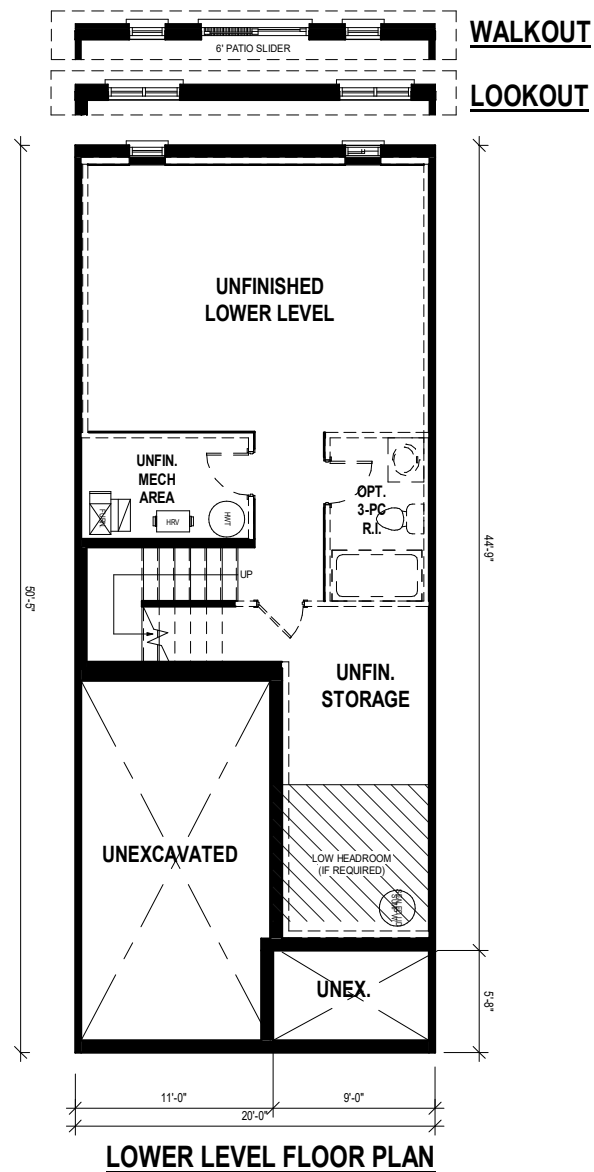 WALKOUT
6' PATIO SLIDER
LOOKOUT
UNFINISHED
LOWER LEVEL
UNFIN.
MECH
AREA
OPT.
3-PC
R.I.
FURN
HRV
HWT
44'-9"
50'-5"
UP
UNFIN.
STORAGE
UNEXCAVATED
LOW HEADROOM
(IF REQUIRED)
UNEX.
5'-8"
11'-0"
9'-0"
20'-0"
LOWER LEVEL FLOOR PLAN